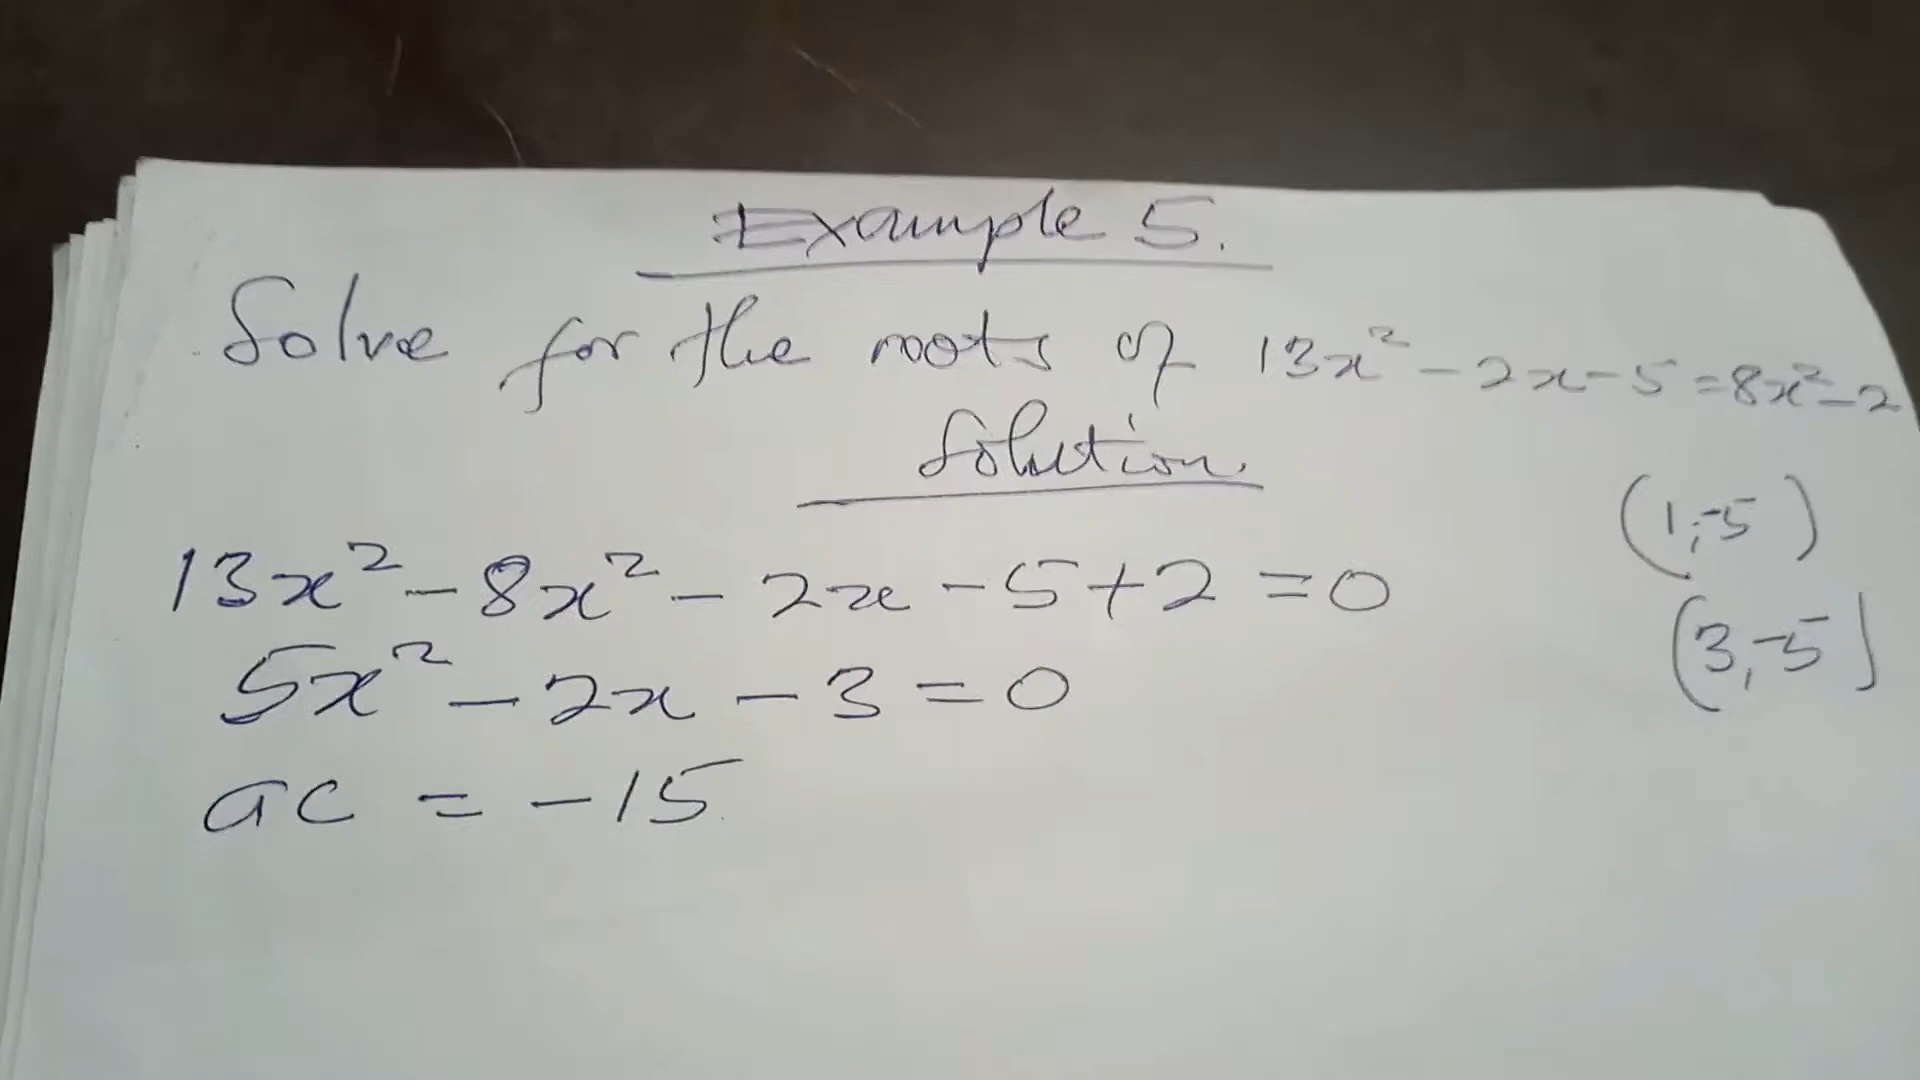 Example 5.
Solve for the roots of 13x² - 2x - 5 = 8x² - 2
Solution.
(1, -5)
13x² - 8x² - 2x - 5 + 2 = 0
(3, -5)
5x² - 2x - 3 = 0
ac = -15